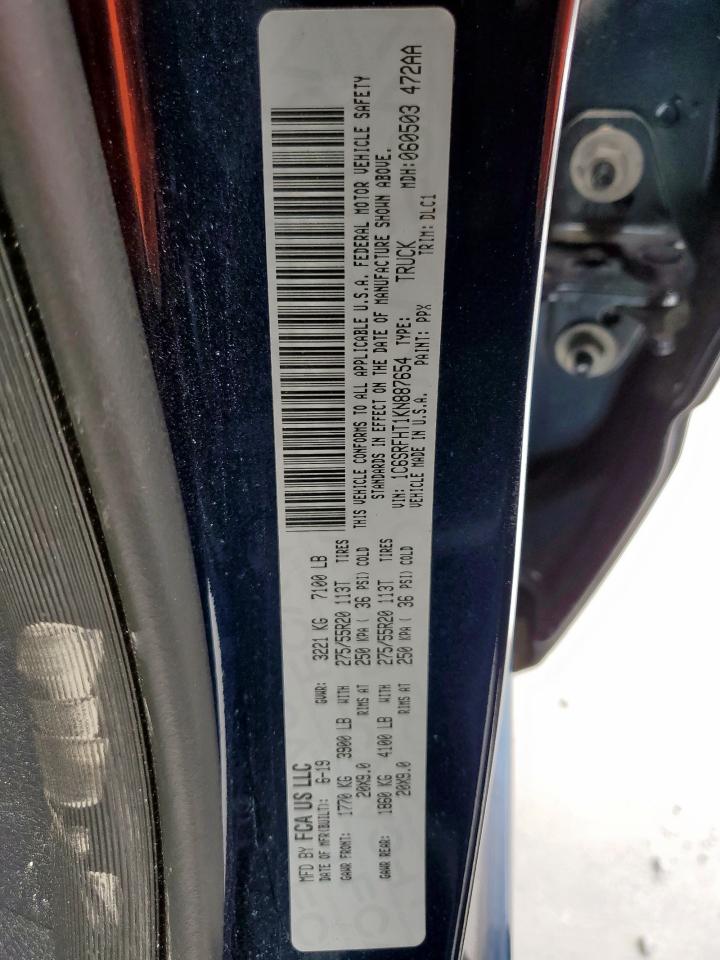 MFD BY FCA US LLC
DATE OF MFR(BUILT): 6-19 GVWR: 3221 KG 7100 LB
GAWR FRONT: 1770 KG 3900 LB WITH 275/55R20 113T TIRES
20X9.0 RIMS AT 250 KPA ( 36 PSI) COLD
GAWR REAR: 1860 KG 4100 LB WITH 275/55R20 113T TIRES
20X9.0 RIMS AT 250 KPA ( 36 PSI) COLD
THIS VEHICLE CONFORMS TO ALL APPLICABLE U.S.A. FEDERAL MOTOR VEHICLE SAFETY
STANDARDS IN EFFECT ON THE DATE OF MANUFACTURE SHOWN ABOVE.
VIN: 1C6SRFHT1KN887654 TYPE: TRUCK MDH:060503 472AA
VEHICLE MADE IN U.S.A. PAINT: PPX TRIM: DLC1